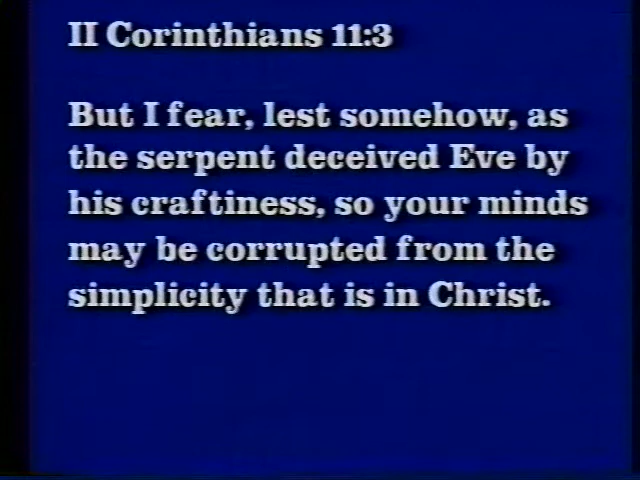 II Corinthians 11:3
But I fear, lest somehow, as
the serpent deceived Eve by
his craftiness, so your minds
may be corrupted from the
simplicity that is in Christ.